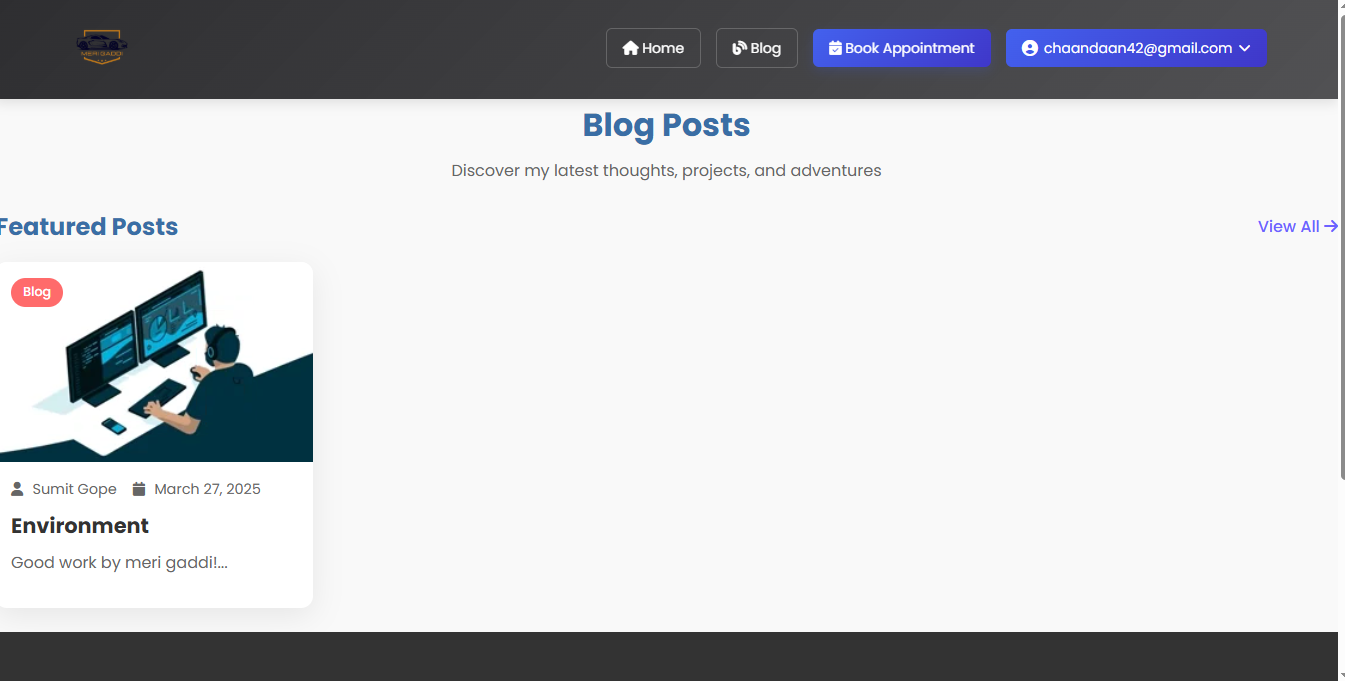 MERI GADDI
Home
Blog
Book Appointment
chaandaan42@gmail.com
Blog Posts
Discover my latest thoughts, projects, and adventures
Featured Posts
View All
Blog
Sumit Gope
March 27, 2025
Environment
Good work by meri gaddi!...